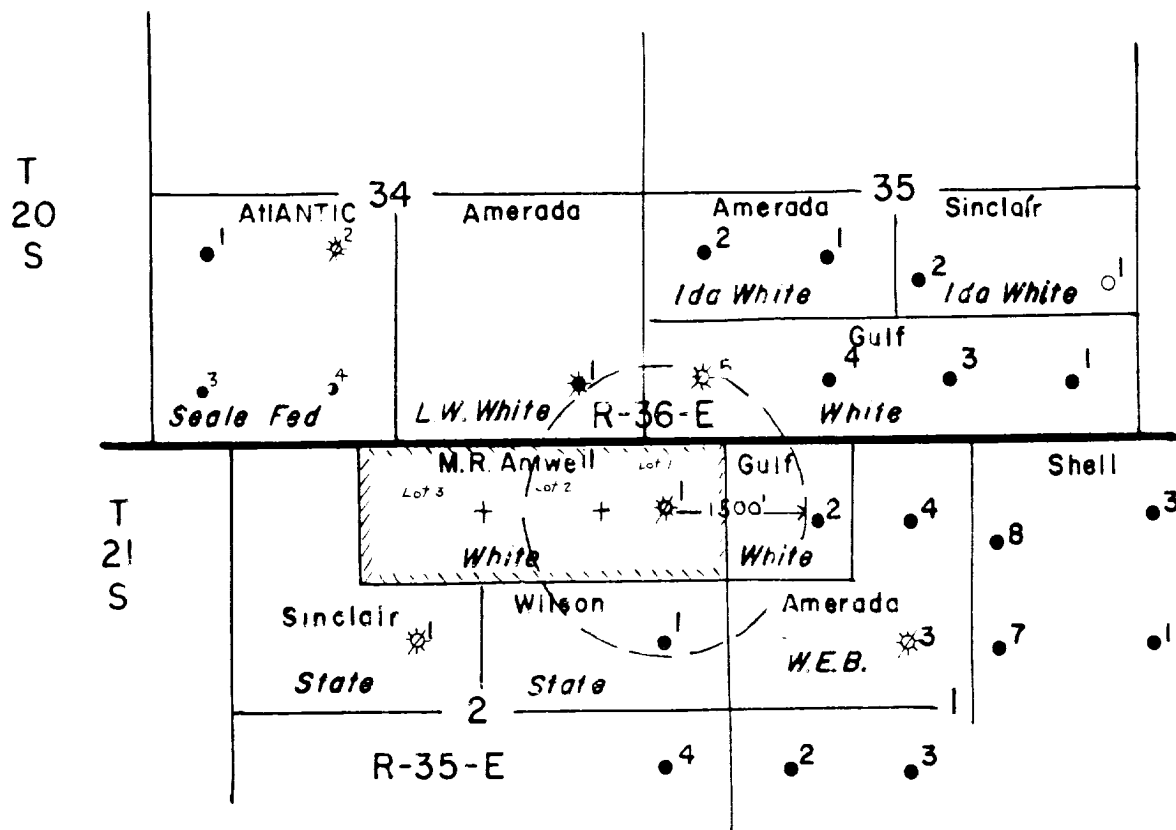 34 35
ATLANTIC Amerada Amerada Sinclair
T
20
S
1 2 2 1 2 1
Ida White Ida White
Gulf
3 4 1 5 4 3 1
Seale Fed L.W. White R-36-E White
M.R. Antwell Lot 1 Gulf Shell
Lot 3 Lot 2
T
21
S
1 1500' 2 4 8 3
White White
Sinclair Wilson Amerada
1 1 3 7 1
State State W.E.B.
2 1
R-35-E 4 2 3